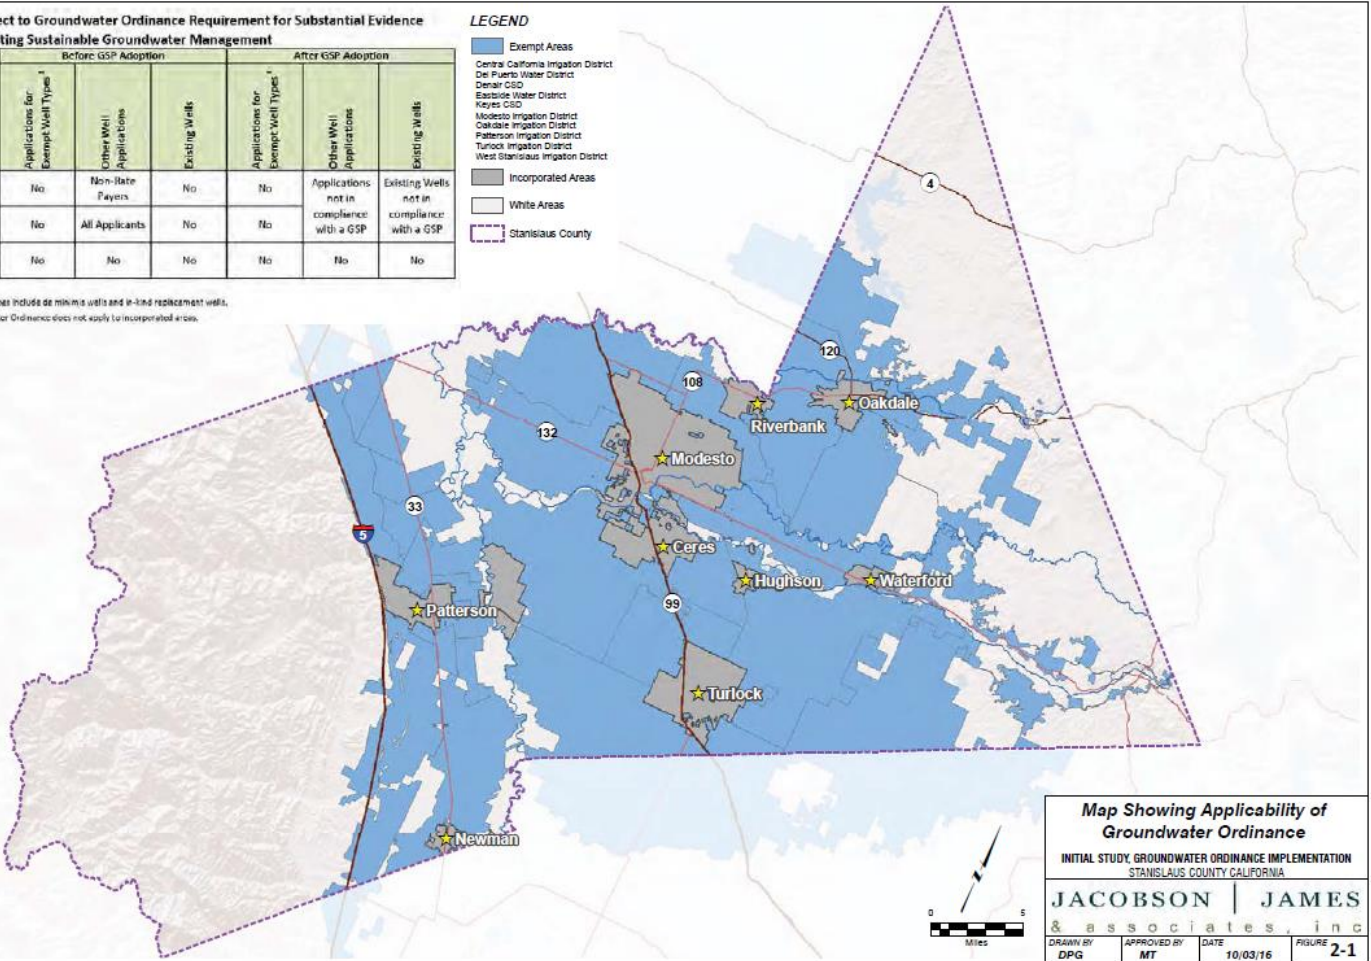 ect to Groundwater Ordinance Requirement for Substantial Evidence
ting Sustainable Groundwater Management
Before GSP Adoption
After GSP Adoption
Applications for Exempt Well Types 1
Other Well Applications
Existing Wells
Applications for Exempt Well Types 1
Other Well Applications
Existing Wells
No
Non-Rate Payers
No
No
Applications not in compliance with a GSP
Existing Wells not in compliance with a GSP
No
All Applicants
No
No
No
No
No
No
No
No
es include de minimis wells and in-kind replacement wells.
er Ordinance does not apply to incorporated areas.
LEGEND
Exempt Areas
Central California Irrigation District
Del Puerto Water District
Denair CSD
Eastside Water District
Keyes CSD
Modesto Irrigation District
Oakdale Irrigation District
Patterson Irrigation District
Turlock Irrigation District
West Stanislaus Irrigation District
Incorporated Areas
White Areas
Stanislaus County
4
120
108
132
Oakdale
Riverbank
Modesto
33
5
Ceres
Hughson
Waterford
99
Patterson
Turlock
Newman
N
0
5
Miles
Map Showing Applicability of
Groundwater Ordinance
INITIAL STUDY, GROUNDWATER ORDINANCE IMPLEMENTATION
STANISLAUS COUNTY CALIFORNIA
JACOBSON | JAMES
& associates, inc
DRAWN BY
DPG
APPROVED BY
MT
DATE
10/03/16
FIGURE 2-1